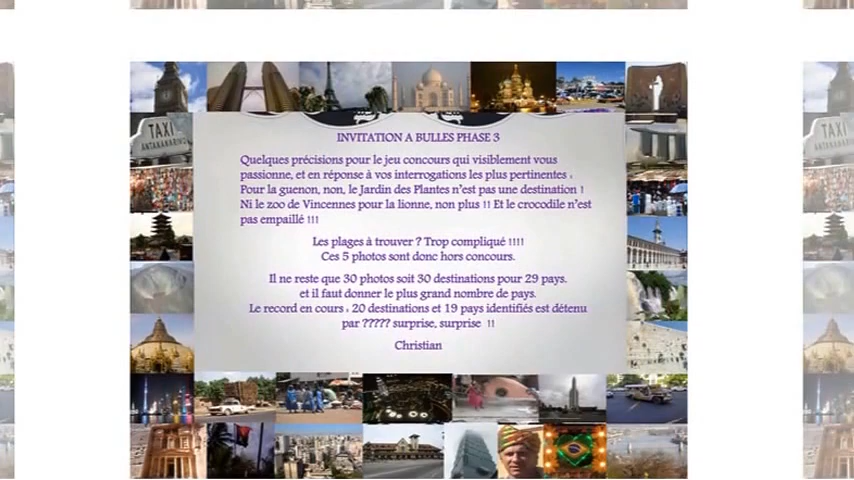 INVITATION A BULLES PHASE 3
Quelques précisions pour le jeu concours qui visiblement vous
passionne, et en réponse à vos interrogations les plus pertinentes :
Pour la guenon, non, le Jardin des Plantes n'est pas une destination !
Ni le zoo de Vincennes pour la lionne, non plus !! Et le crocodile n'est
pas empaillé !!!
Les plages à trouver ? Trop compliqué !!!!
Ces 5 photos sont donc hors concours.
Il ne reste que 30 photos soit 30 destinations pour 29 pays.
et il faut donner le plus grand nombre de pays.
Le record en cours : 20 destinations et 19 pays identifiés est détenu
par ????? surprise, surprise !!
Christian
TAXI
ANTANANARIVO
TAXI